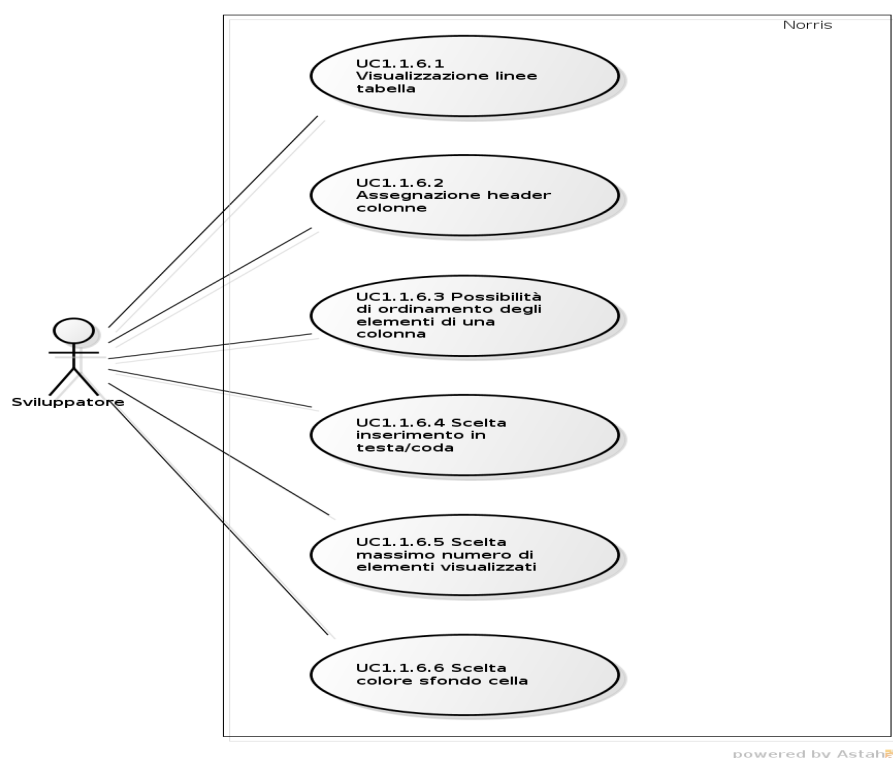 Norris
UC1.1.6.1
Visualizzazione linee
tabella
UC1.1.6.2
Assegnazione header
colonne
UC1.1.6.3 Possibilità
di ordinamento degli
elementi di una
colonna
Sviluppatore
UC1.1.6.4 Scelta
inserimento in
testa/coda
UC1.1.6.5 Scelta
massimo numero di
elementi visualizzati
UC1.1.6.6 Scelta
colore sfondo cella
powered by Astah